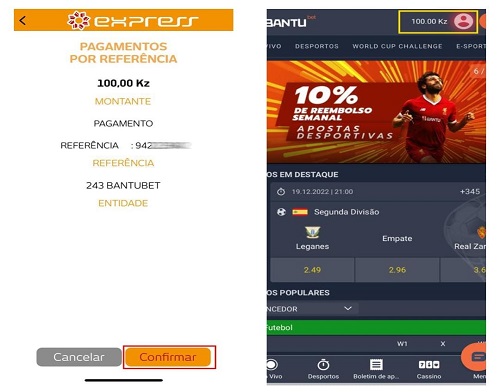 express
PAGAMENTOS
POR REFERÊNCIA
100,00 Kz
MONTANTE
PAGAMENTO
REFERÊNCIA : 942
REFERÊNCIA
243 BANTUBET
ENTIDADE
Cancelar
Confirmar
BANTU bet
100.00 Kz
VIVO DESPORTOS WORLD CUP CHALLENGE E-SPORT
6 /
10%
DE REEMBOLSO
SEMANAL
APOSTAS
DESPORTIVAS
OS EM DESTAQUE
19.12.2022 | 21:00 +345
Segunda Divisão
Leganes Empate Real Zar
2.49 2.96 3.6
OS POPULARES
NCEDOR
Futebol
W1 X W
o Vivo Desportos Boletim de ap... Cassino Men